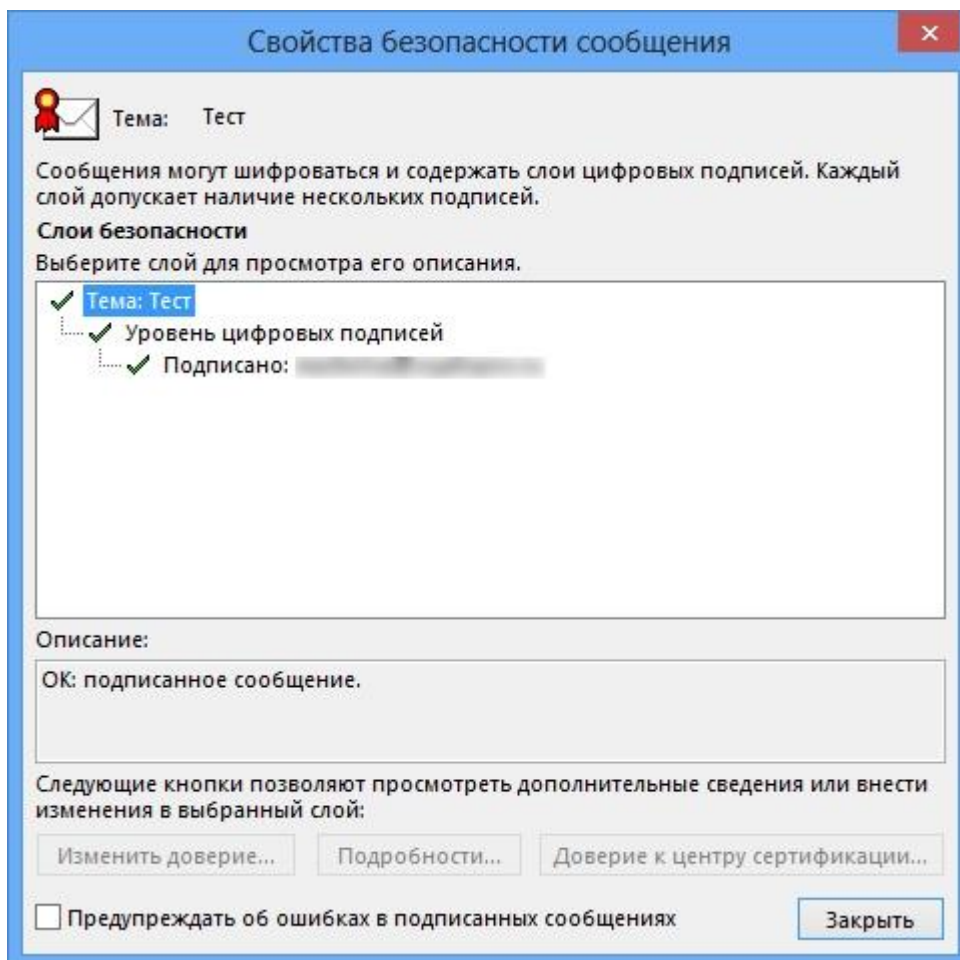 Свойства безопасности сообщения
Тема: Тест
Сообщения могут шифроваться и содержать слои цифровых подписей. Каждый
слой допускает наличие нескольких подписей.
Слои безопасности
Выберите слой для просмотра его описания.
Тема: Тест
Уровень цифровых подписей
Подписано:
Описание:
ОК: подписанное сообщение.
Следующие кнопки позволяют просмотреть дополнительные сведения или внести
изменения в выбранный слой:
Изменить доверие... Подробности... Доверие к центру сертификации...
Предупреждать об ошибках в подписанных сообщениях Закрыть